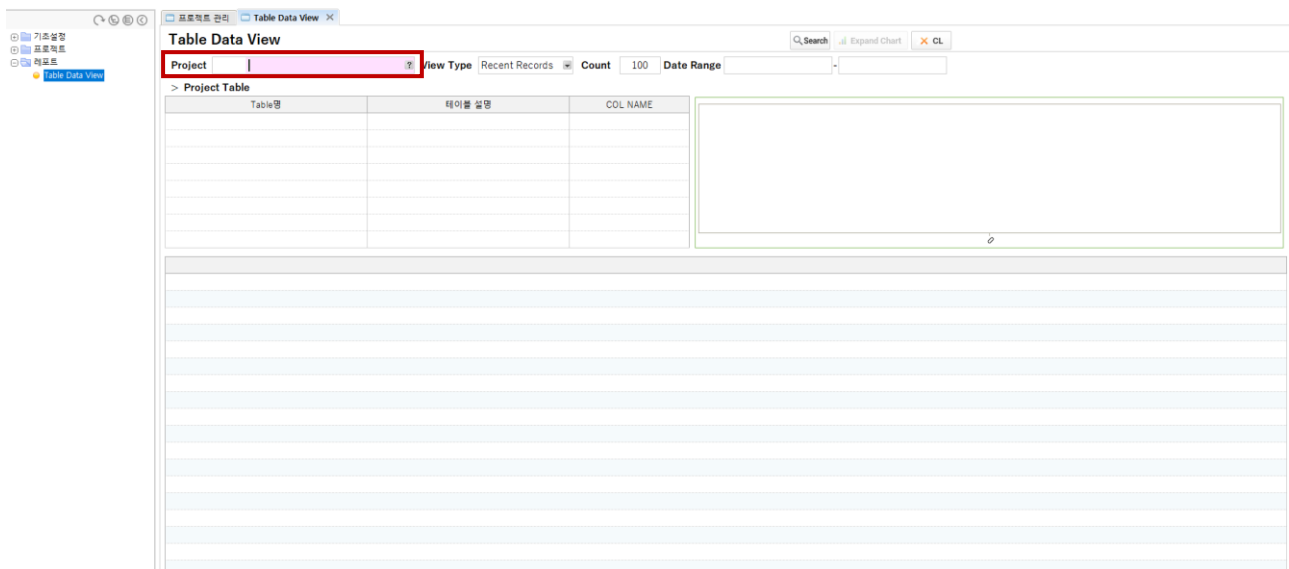 프로젝트 관리 Table Data View
기초설정
프로젝트
레포트
Table Data View
Table Data View
Search Expand Chart CL
Project ? View Type Recent Records Count 100 Date Range -
> Project Table
Table명 테이블 설명 COL NAME